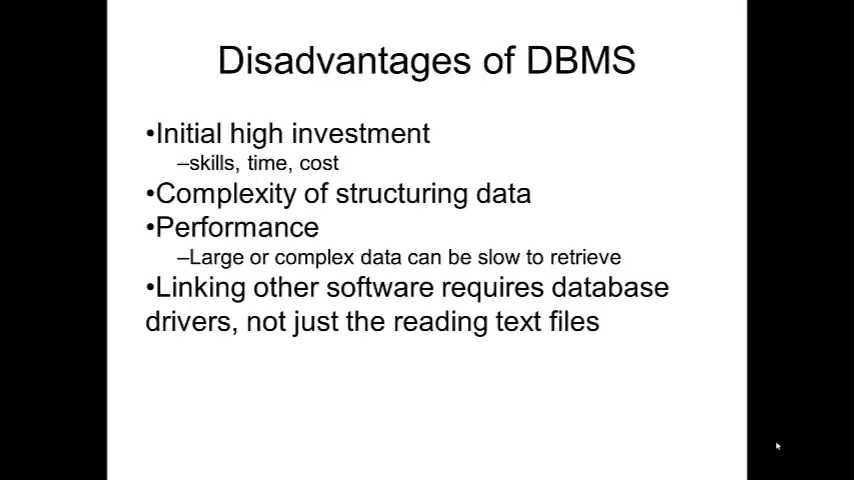 Disadvantages of DBMS
•Initial high investment
–skills, time, cost
•Complexity of structuring data
•Performance
–Large or complex data can be slow to retrieve
•Linking other software requires database
drivers, not just the reading text files